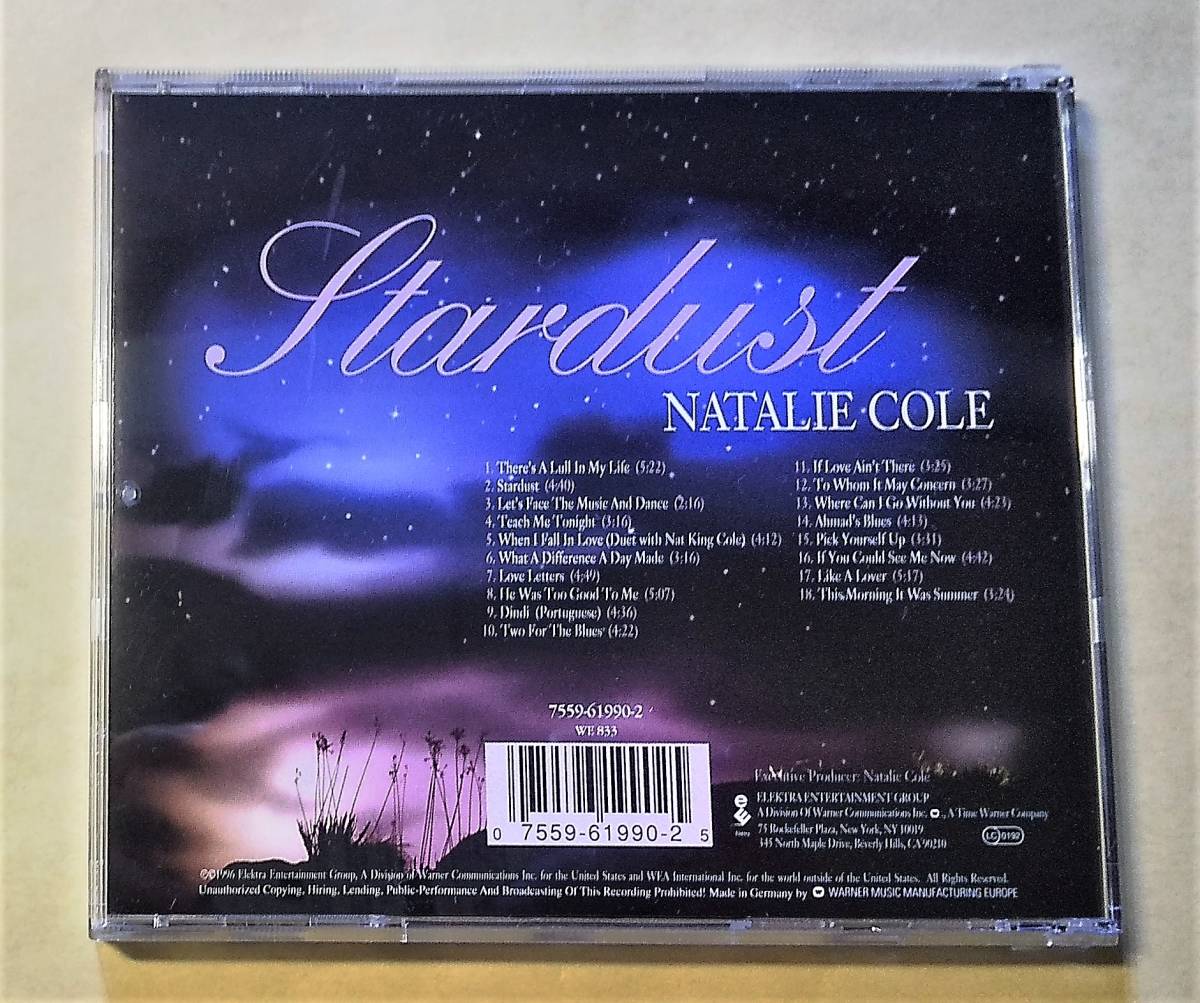 Stardust
NATALIE COLE
1. There's A Lull In My Life (5:22)
2. Stardust (4:40)
3. Let's Face The Music And Dance (2:16)
4. Teach Me Tonight (3:16)
5. When I Fall In Love (Duet with Nat King Cole) (4:12)
6. What A Difference A Day Made (3:16)
7. Love Letters (4:49)
8. He Was Too Good To Me (5:07)
9. Dindi (Portuguese) (4:36)
10. Two For The Blues (4:22)
11. If Love Ain't There (3:25)
12. To Whom It May Concern (3:27)
13. Where Can I Go Without You (4:23)
14. Ahmad's Blues (4:13)
15. Pick Yourself Up (3:31)
16. If You Could See Me Now (4:42)
17. Like A Lover (5:17)
18. This Morning It Was Summer (3:24)
7559-61990-2
WE 833
0 7559-61990-2 5
Executive Producer: Natalie Cole
ELEKTRA ENTERTAINMENT GROUP
A Division Of Warner Communications Inc. , A Time Warner Company
75 Rockefeller Plaza, New York, NY 10019
345 North Maple Drive, Beverly Hills, CA 90210
LC 0192
℗©1996 Elektra Entertainment Group, A Division of Warner Communications Inc. for the United States and WEA International Inc. for the world outside of the United States. All Rights Reserved.
Unauthorized Copying, Hiring, Lending, Public-Performance And Broadcasting Of This Recording Prohibited! Made in Germany by WARNER MUSIC MANUFACTURING EUROPE